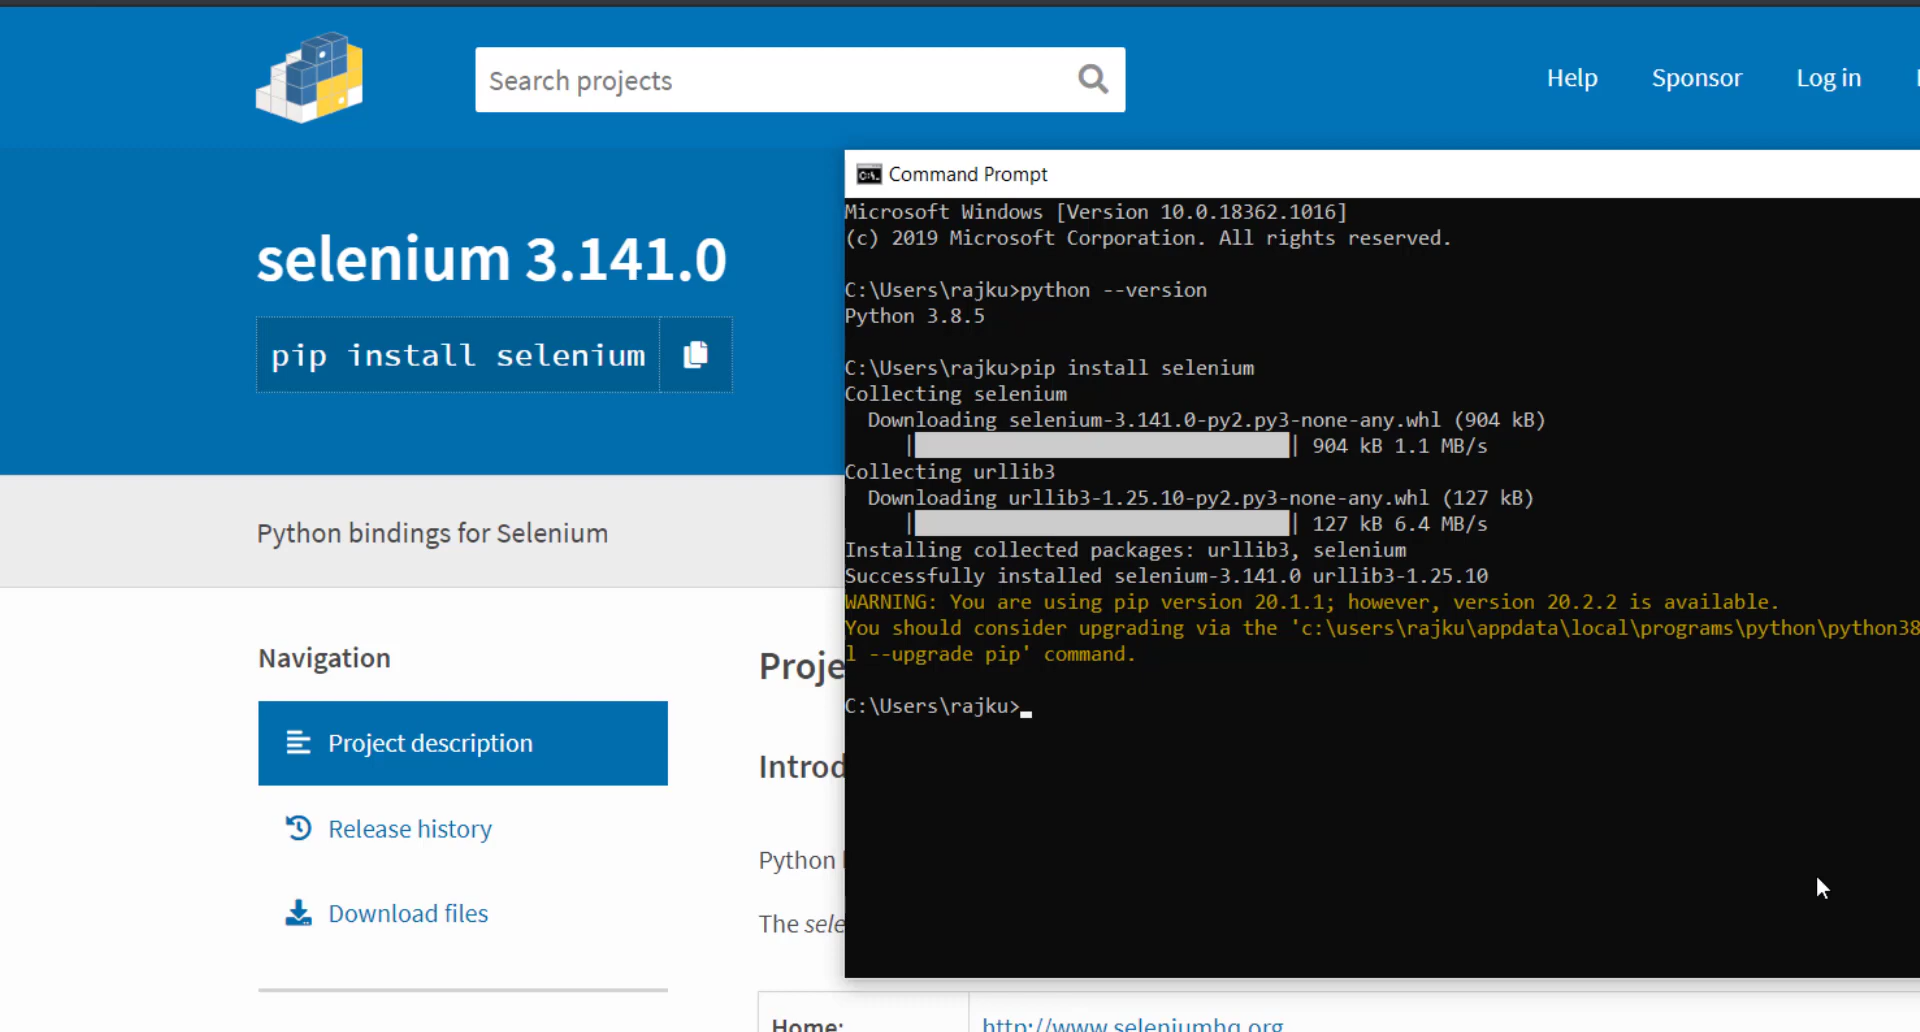 Search projects
Help
Sponsor
Log in
selenium 3.141.0
pip install selenium
Python bindings for Selenium
Navigation
Project description
Release history
Download files
Proje
Introd
Python
The sele
Home:
http://www.seleniumhq.org
Command Prompt
Microsoft Windows [Version 10.0.18362.1016]
(c) 2019 Microsoft Corporation. All rights reserved.
C:\Users\rajku>python --version
Python 3.8.5
C:\Users\rajku>pip install selenium
Collecting selenium
Downloading selenium-3.141.0-py2.py3-none-any.whl (904 kB)
|████████████████████████████████| 904 kB 1.1 MB/s
Collecting urllib3
Downloading urllib3-1.25.10-py2.py3-none-any.whl (127 kB)
|████████████████████████████████| 127 kB 6.4 MB/s
Installing collected packages: urllib3, selenium
Successfully installed selenium-3.141.0 urllib3-1.25.10
WARNING: You are using pip version 20.1.1; however, version 20.2.2 is available.
You should consider upgrading via the 'c:\users\rajku\appdata\local\programs\python\python38
l --upgrade pip' command.
C:\Users\rajku>